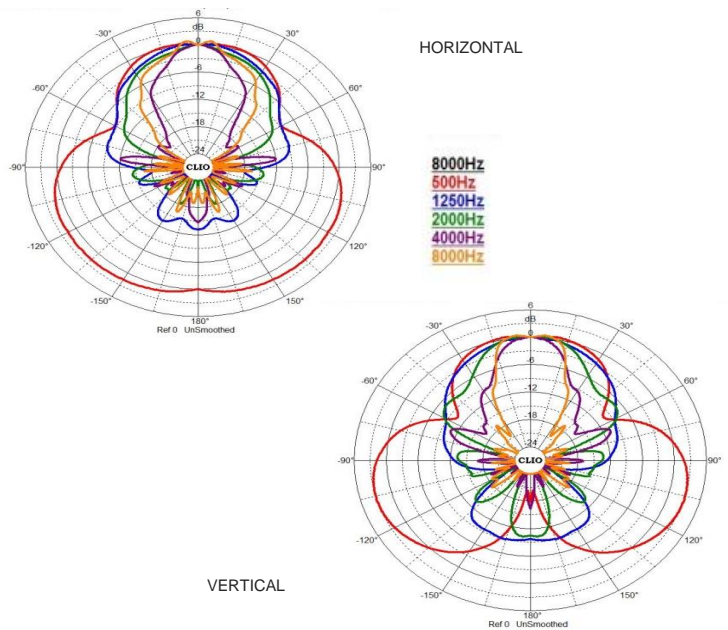 6
dB
0
-6
-12
-18
-24
CLIO
-30°
30°
-60°
60°
-90°
90°
-120°
120°
-150°
150°
180°
Ref 0 UnSmoothed
HORIZONTAL
8000Hz
500Hz
1250Hz
2000Hz
4000Hz
8000Hz
6
dB
0
-6
-12
-18
-24
CLIO
-30°
30°
-60°
60°
-90°
90°
-120°
120°
-150°
150°
180°
Ref 0 UnSmoothed
VERTICAL